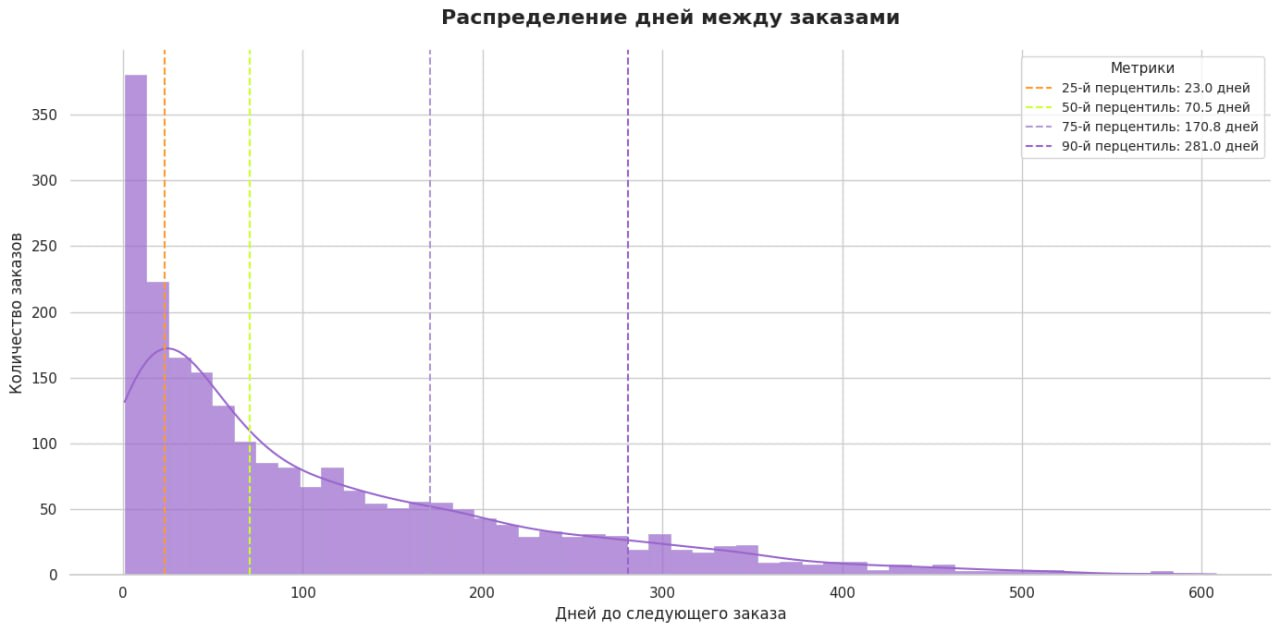 Распределение дней между заказами
Метрики
25-й перцентиль: 23.0 дней
50-й перцентиль: 70.5 дней
75-й перцентиль: 170.8 дней
90-й перцентиль: 281.0 дней
Количество заказов
350
300
250
200
150
100
50
0
0 100 200 300 400 500 600
Дней до следующего заказа